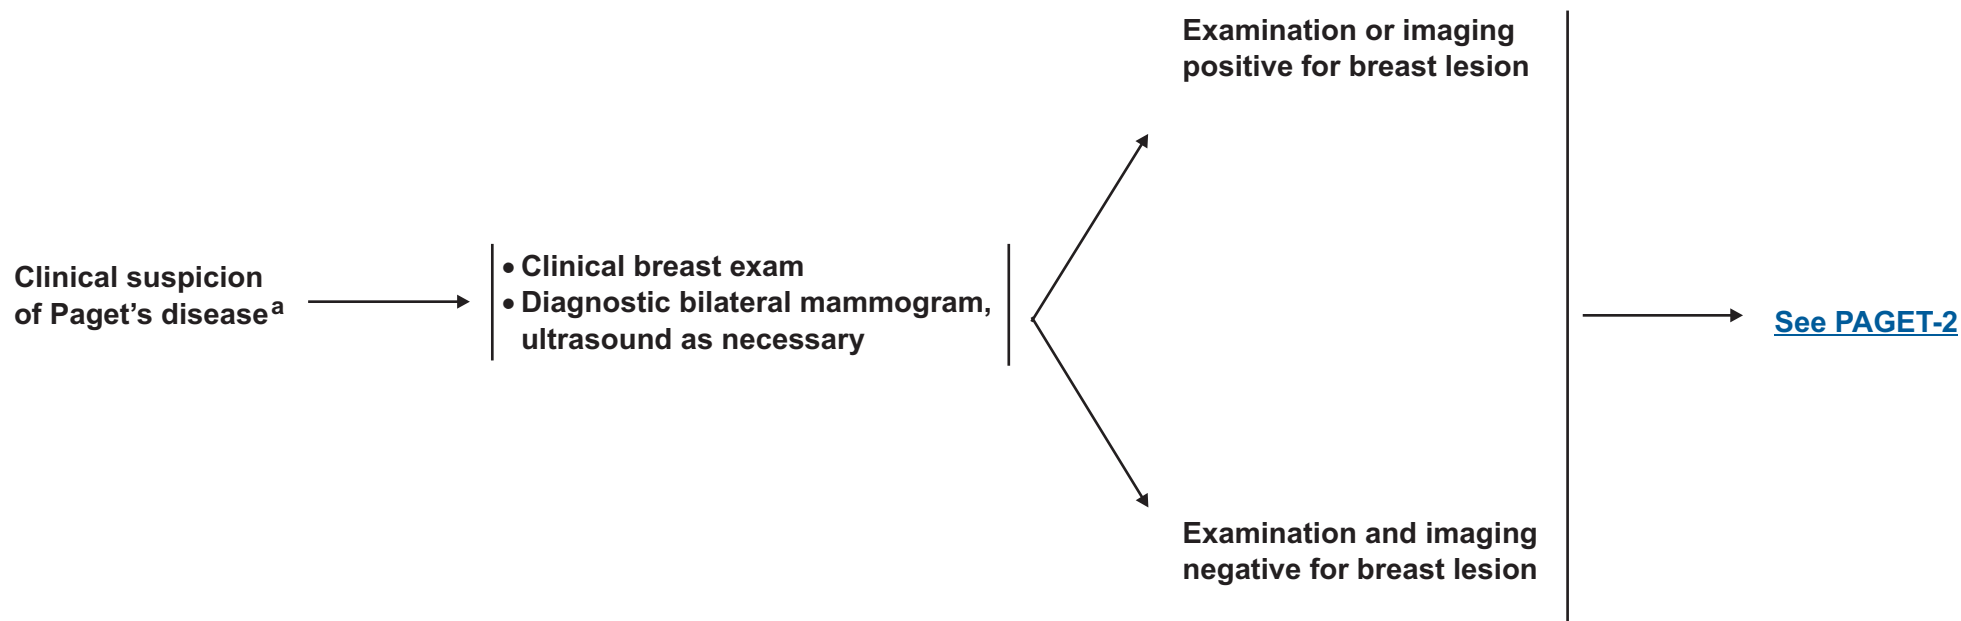 Clinical suspicion
of Paget’s diseaseᵃ
• Clinical breast exam
• Diagnostic bilateral mammogram,
ultrasound as necessary
Examination or imaging
positive for breast lesion
Examination and imaging
negative for breast lesion
See PAGET-2